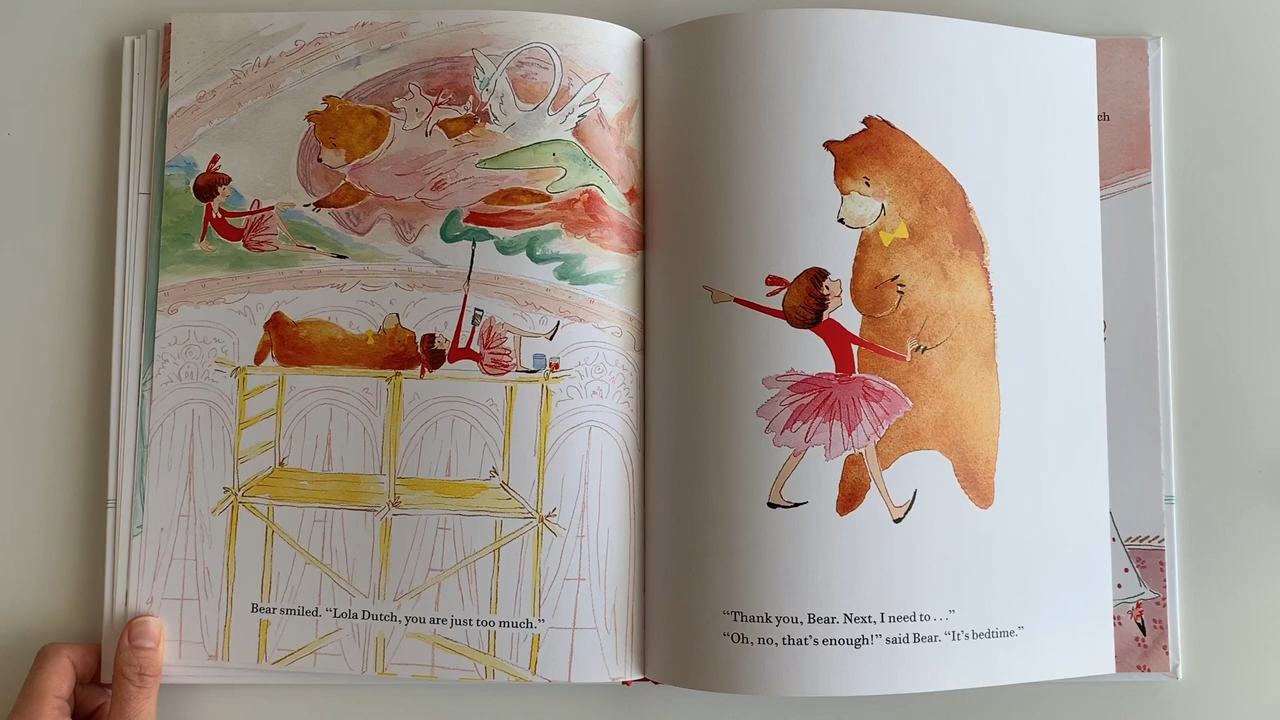 Bear smiled. “Lola Dutch, you are just too much.”
“Thank you, Bear. Next, I need to . . .”
“Oh, no, that’s enough!” said Bear. “It’s bedtime.”